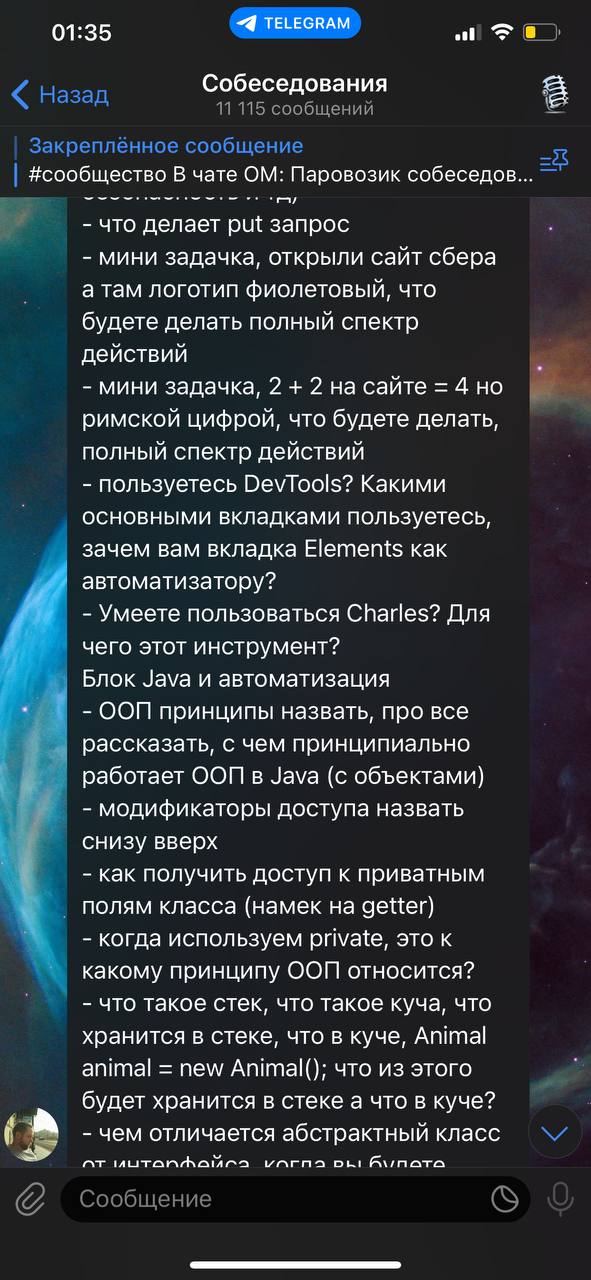 01:35
TELEGRAM
Назад
Собеседования
11 115 сообщений
Закреплённое сообщение
#сообщество В чате ОМ: Паровозик собеседов...
- что делает put запрос
- мини задачка, открыли сайт сбера
а там логотип фиолетовый, что
будете делать полный спектр
действий
- мини задачка, 2 + 2 на сайте = 4 но
римской цифрой, что будете делать,
полный спектр действий
- пользуетесь DevTools? Какими
основными вкладками пользуетесь,
зачем вам вкладка Elements как
автоматизатору?
- Умеете пользоваться Charles? Для
чего этот инструмент?
Блок Java и автоматизация
- ООП принципы назвать, про все
рассказать, с чем принципиально
работает ООП в Java (с объектами)
- модификаторы доступа назвать
снизу вверх
- как получить доступ к приватным
полям класса (намек на getter)
- когда используем private, это к
какому принципу ООП относится?
- что такое стек, что такое куча, что
хранится в стеке, что в куче, Animal
animal = new Animal(); что из этого
будет хранится в стеке а что в куче?
- чем отличается абстрактный класс
от интерфейса, когда вы будете
Сообщение